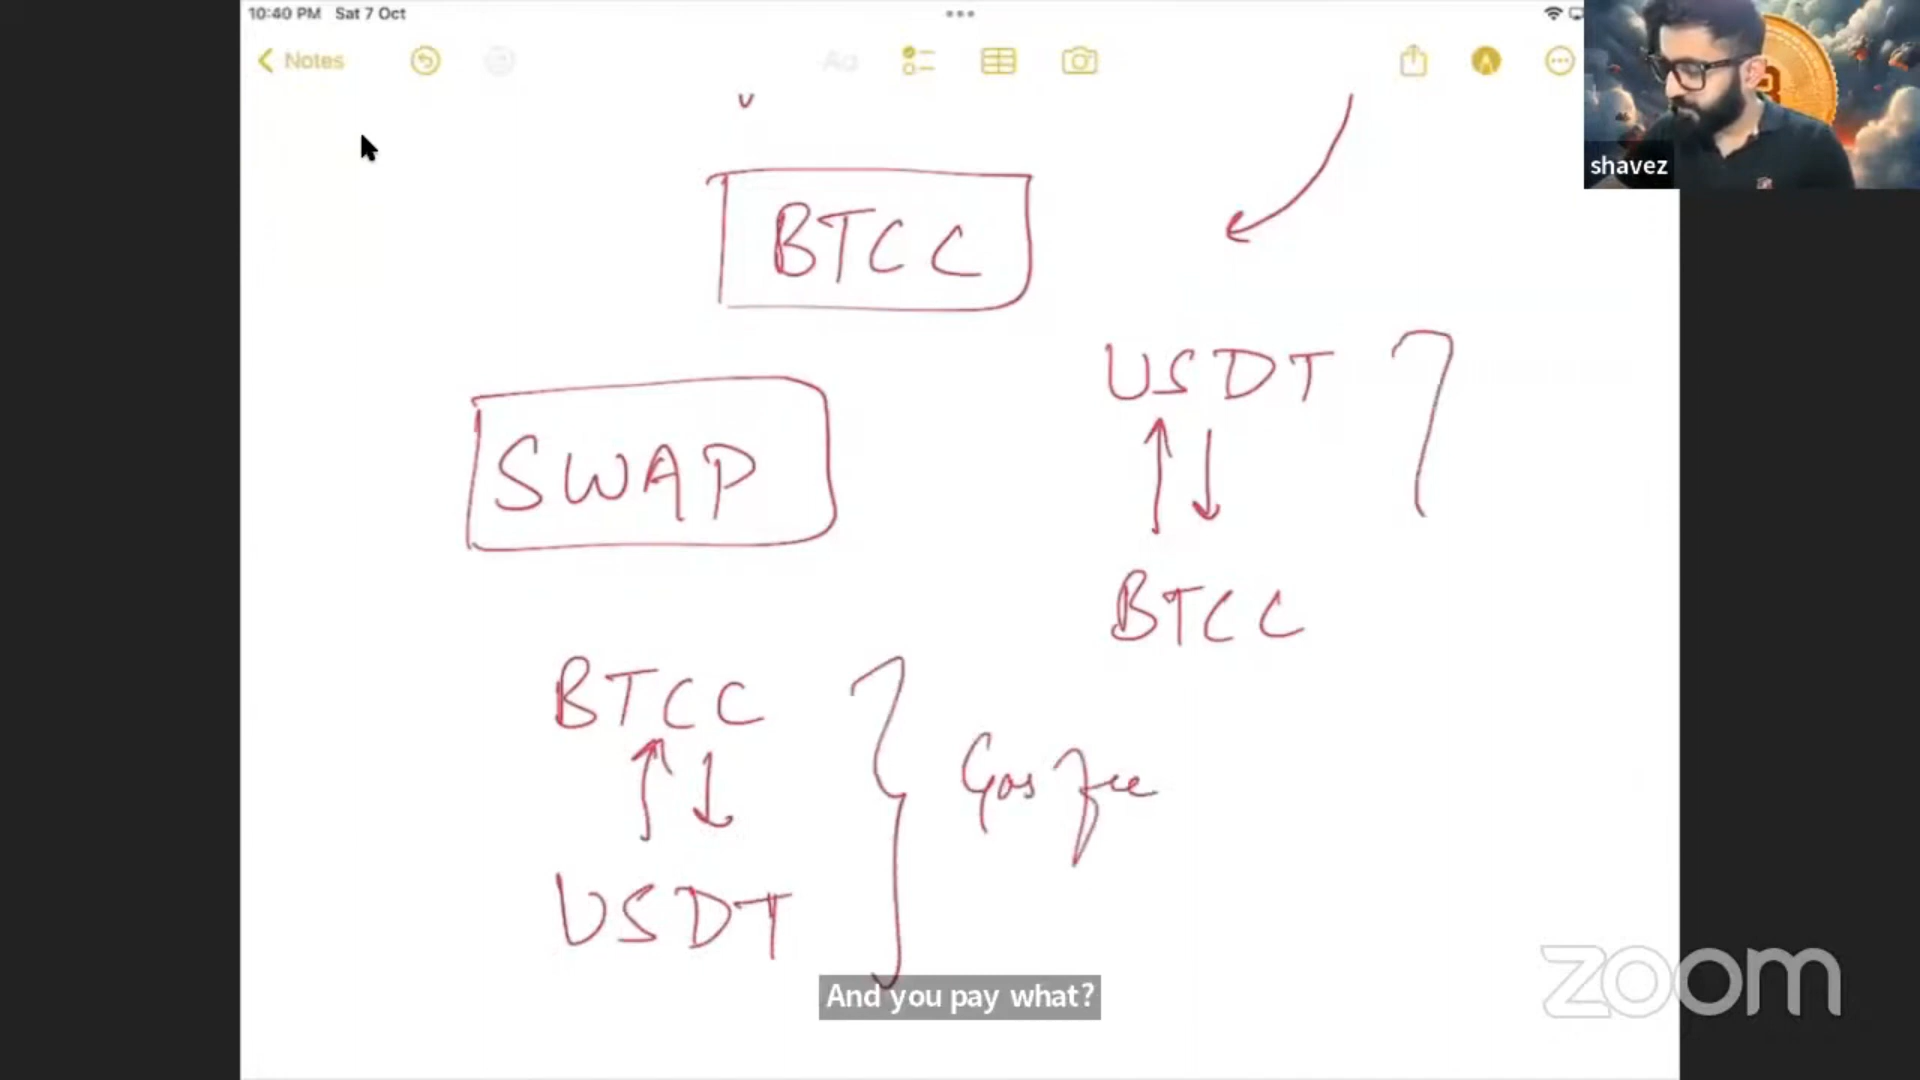 10:40 PM Sat 7 Oct
Notes
Aa
shavez
BTCC
USDT
SWAP
BTCC
BTCC
Gas fee
USDT
And you pay what?
zoom